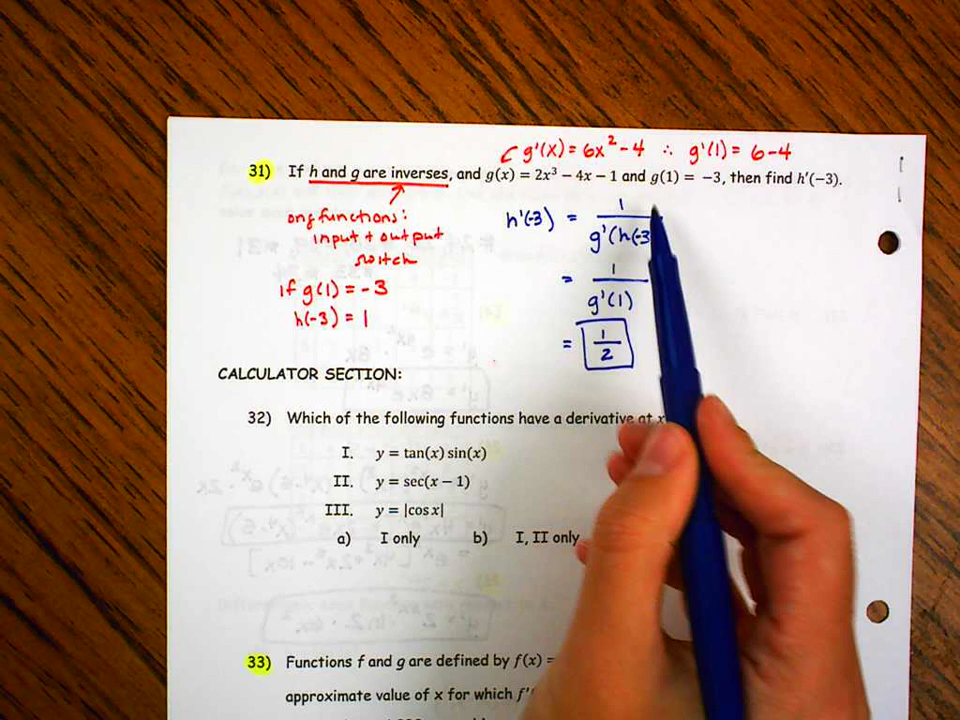 g'(x) = 6x² - 4 ∴ g'(1) = 6-4
31) If h and g are inverses, and g(x) = 2x³ − 4x − 1 and g(1) = −3, then find h'(−3).
inv functions:
input + output
switch
if g(1) = -3
h(-3) = 1
h'(-3) = 1
g'(h(-3
= 1
g'(1)
= 1
2
CALCULATOR SECTION:
32) Which of the following functions have a derivative at x
I. y = tan(x) sin(x)
II. y = sec(x − 1)
III. y = |cos x|
a) I only b) I, II only
33) Functions f and g are defined by f(x) =
approximate value of x for which f'